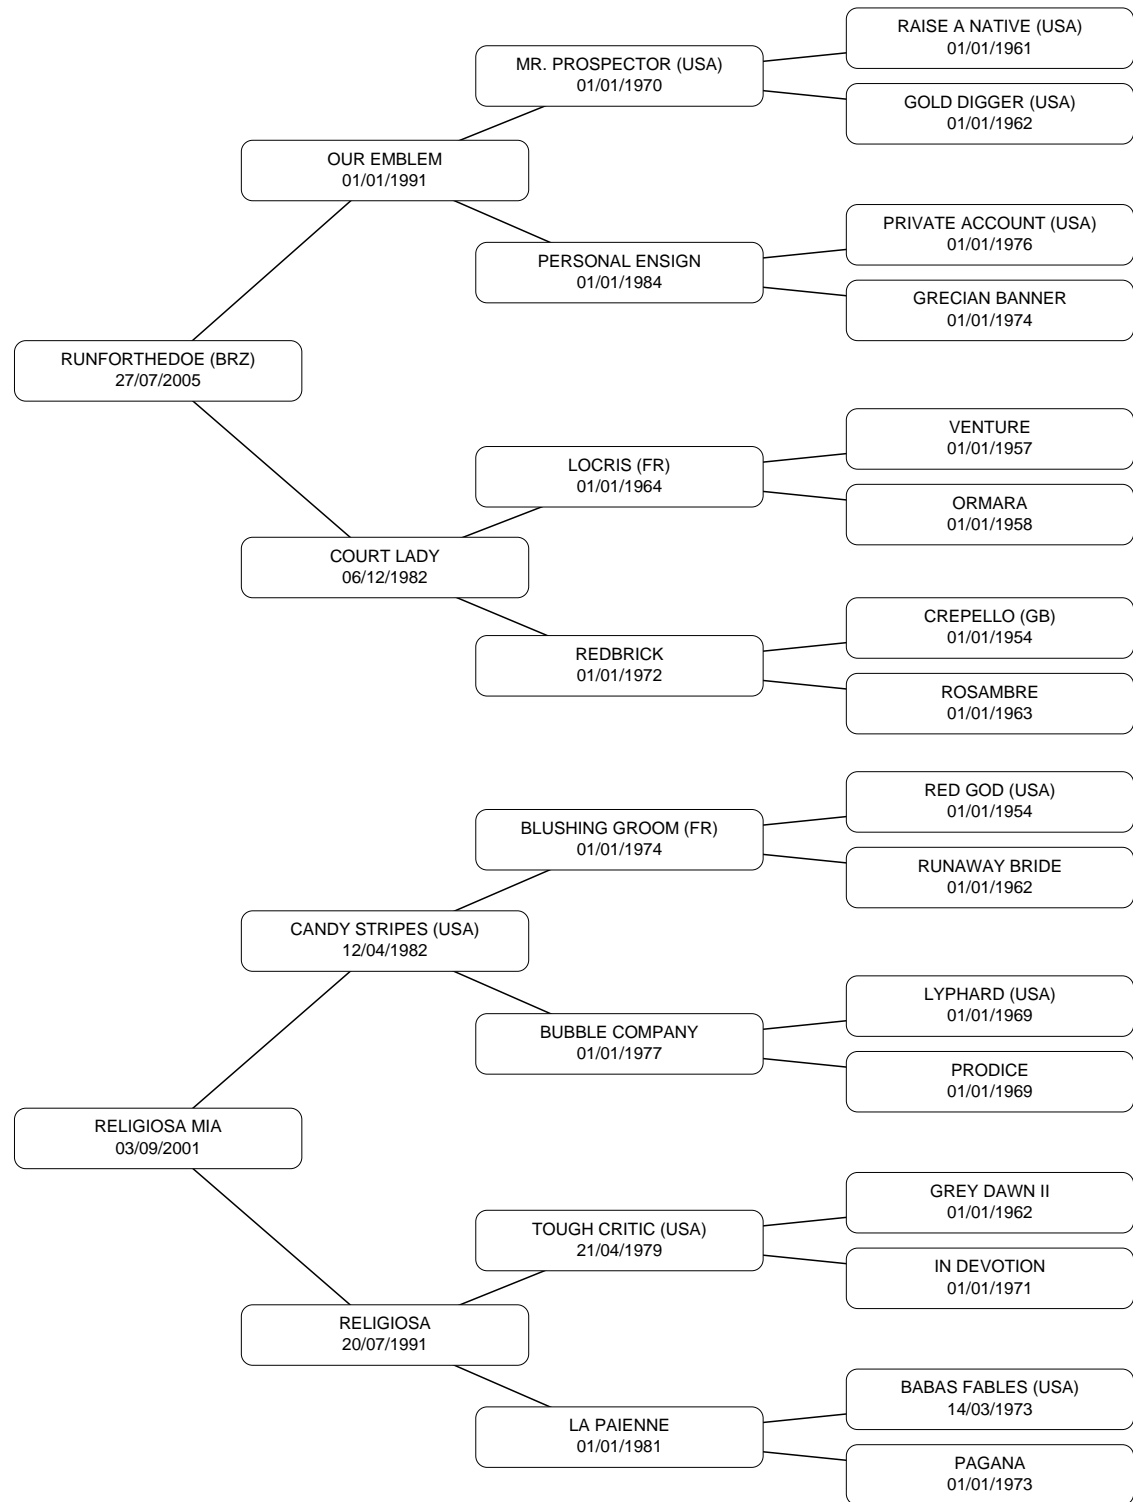 RAISE A NATIVE (USA)
01/01/1961
MR. PROSPECTOR (USA)
01/01/1970
GOLD DIGGER (USA)
01/01/1962
OUR EMBLEM
01/01/1991
PRIVATE ACCOUNT (USA)
01/01/1976
PERSONAL ENSIGN
01/01/1984
GRECIAN BANNER
01/01/1974
RUNFORTHEDOE (BRZ)
27/07/2005
VENTURE
01/01/1957
LOCRIS (FR)
01/01/1964
ORMARA
01/01/1958
COURT LADY
06/12/1982
CREPELLO (GB)
01/01/1954
REDBRICK
01/01/1972
ROSAMBRE
01/01/1963
RED GOD (USA)
01/01/1954
BLUSHING GROOM (FR)
01/01/1974
RUNAWAY BRIDE
01/01/1962
CANDY STRIPES (USA)
12/04/1982
LYPHARD (USA)
01/01/1969
BUBBLE COMPANY
01/01/1977
PRODICE
01/01/1969
RELIGIOSA MIA
03/09/2001
GREY DAWN II
01/01/1962
TOUGH CRITIC (USA)
21/04/1979
IN DEVOTION
01/01/1971
RELIGIOSA
20/07/1991
BABAS FABLES (USA)
14/03/1973
LA PAIENNE
01/01/1981
PAGANA
01/01/1973